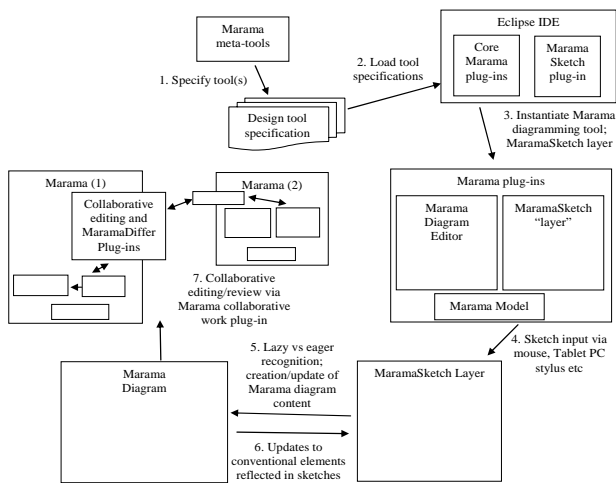 Marama
meta-tools
Eclipse IDE
Core
Marama
plug-ins
Marama
Sketch
plug-in
1. Specify tool(s)
2. Load tool
specifications
Design tool
specification
3. Instantiate Marama
diagramming tool;
MaramaSketch layer
Marama (1)
Collaborative
editing and
MaramaDiffer
Plug-ins
Marama (2)
Marama plug-ins
Marama
Diagram
Editor
MaramaSketch
“layer”
Marama Model
7. Collaborative
editing/review via
Marama collaborative
work plug-in
4. Sketch input via
mouse, Tablet PC
stylus etc
5. Lazy vs eager
recognition;
creation/update of
Marama diagram
content
Marama
Diagram
MaramaSketch Layer
6. Updates to
conventional elements
reflected in sketches